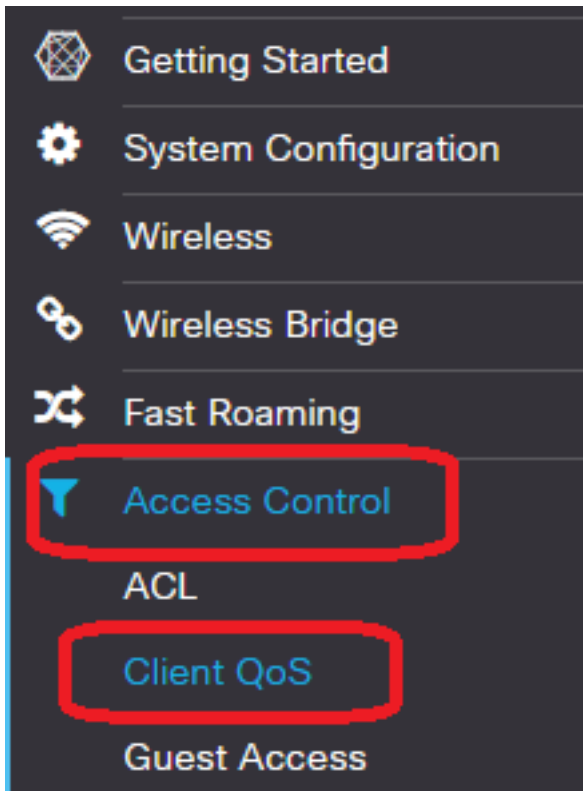 Getting Started
System Configuration
Wireless
Wireless Bridge
Fast Roaming
Access Control
ACL
Client QoS
Guest Access